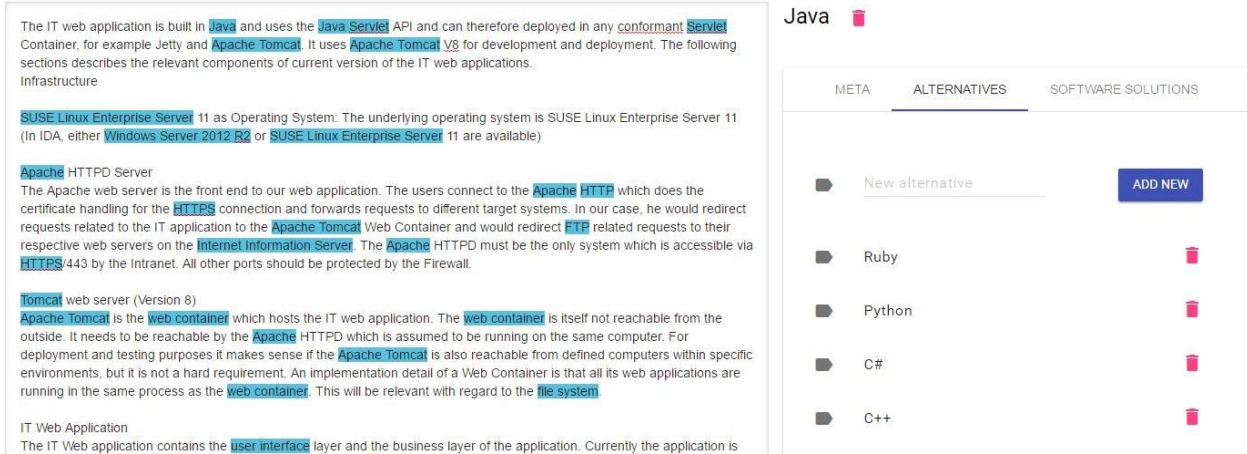 The IT web application is built in Java and uses the Java Servlet API and can therefore deployed in any conformant Servlet
Container, for example Jetty and Apache Tomcat. It uses Apache Tomcat V8 for development and deployment. The following
sections describes the relevant components of current version of the IT web applications.
Infrastructure
SUSE Linux Enterprise Server 11 as Operating System: The underlying operating system is SUSE Linux Enterprise Server 11
(In IDA, either Windows Server 2012 R2 or SUSE Linux Enterprise Server 11 are available)
Apache HTTPD Server
The Apache web server is the front end to our web application. The users connect to the Apache HTTP which does the
certificate handling for the HTTPS connection and forwards requests to different target systems. In our case, he would redirect
requests related to the IT application to the Apache Tomcat Web Container and would redirect FTP related requests to their
respective web servers on the Internet Information Server. The Apache HTTPD must be the only system which is accessible via
HTTPS/443 by the Intranet. All other ports should be protected by the Firewall.
Tomcat web server (Version 8)
Apache Tomcat is the web container which hosts the IT web application. The web container is itself not reachable from the
outside. It needs to be reachable by the Apache HTTPD which is assumed to be running on the same computer. For
deployment and testing purposes it makes sense if the Apache Tomcat is also reachable from defined computers within specific
environments, but it is not a hard requirement. An implementation detail of a Web Container is that all its web applications are
running in the same process as the web container. This will be relevant with regard to the file system.
IT Web Application
The IT Web application contains the user interface layer and the business layer of the application. Currently the application is
Java
META ALTERNATIVES SOFTWARE SOLUTIONS
New alternative ADD NEW
Ruby
Python
C#
C++